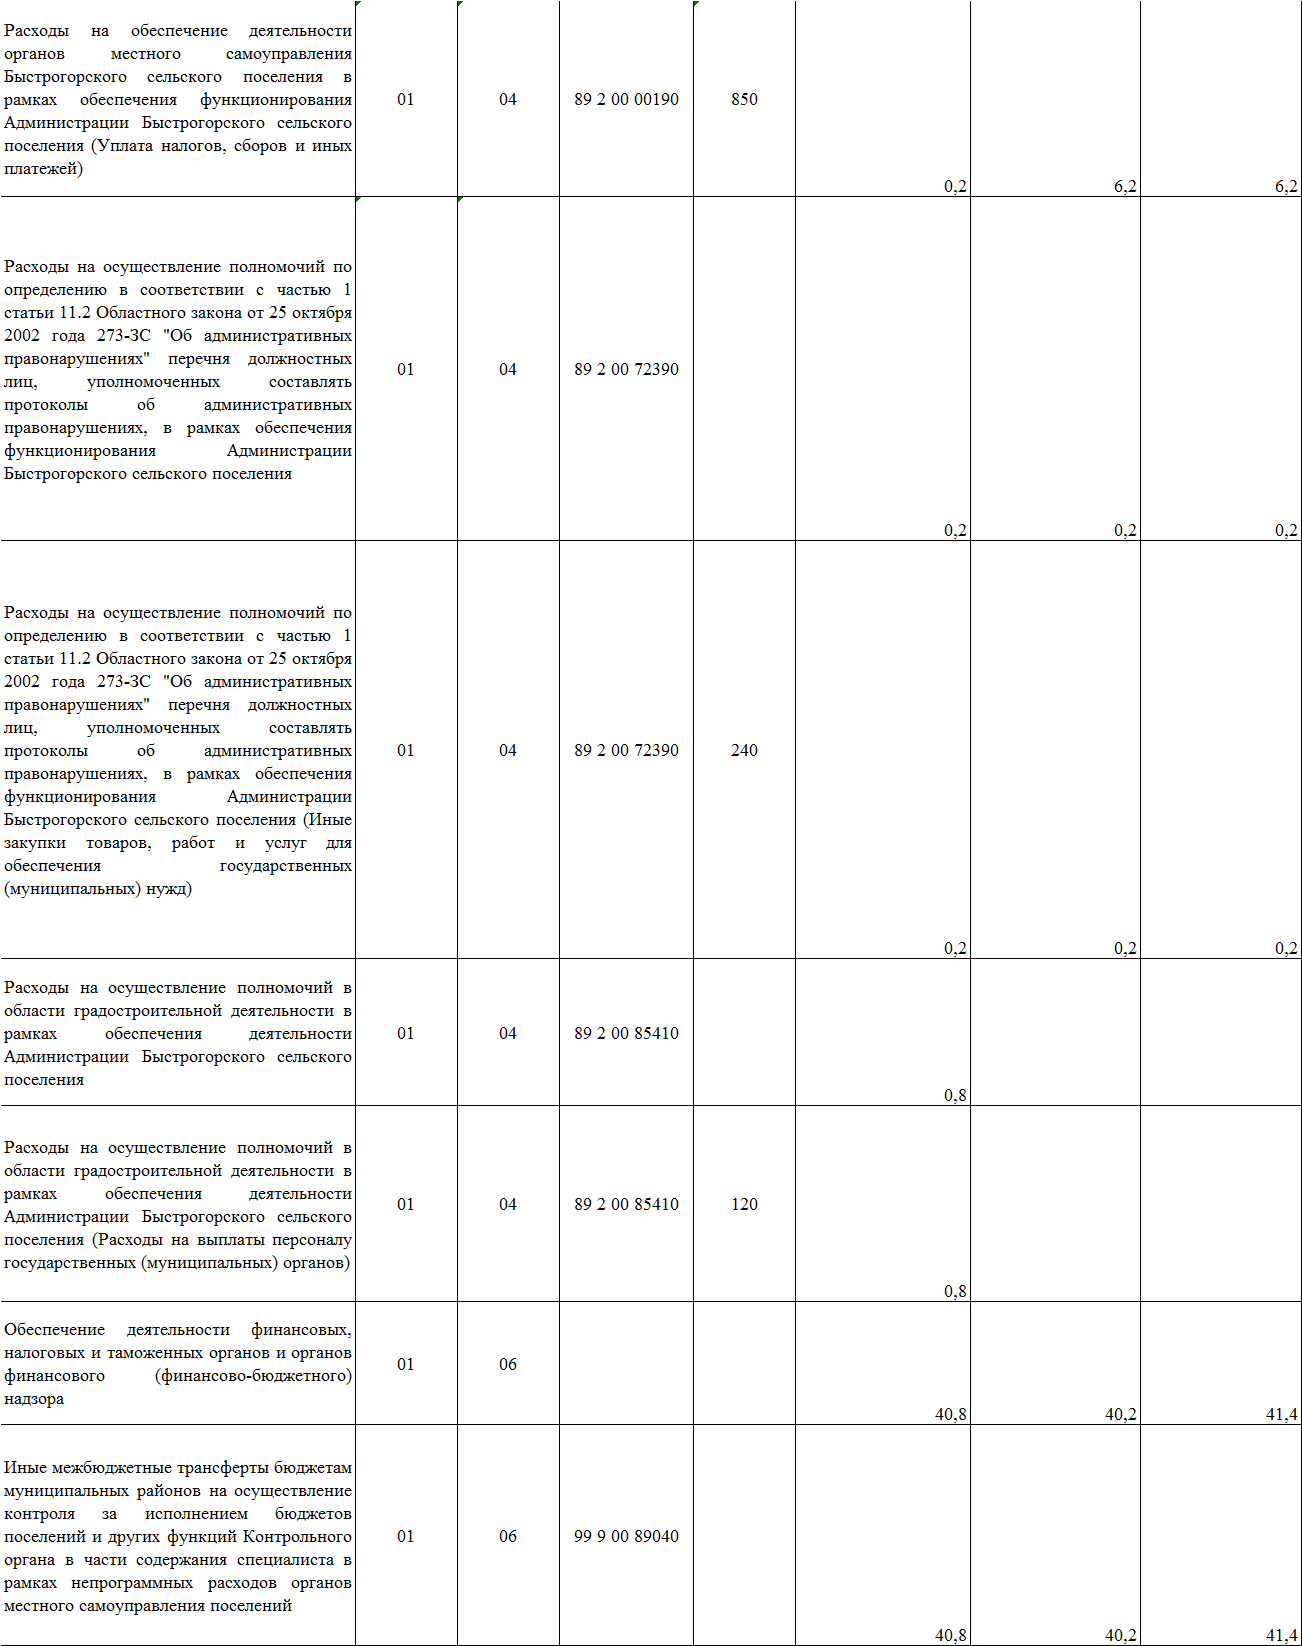 Расходы на обеспечение деятельности
органов местного самоуправления
Быстрогорского сельского поселения в
рамках обеспечения функционирования
Администрации Быстрогорского сельского
поселения (Уплата налогов, сборов и иных
платежей)
01
04
89 2 00 00190
850
0,2
6,2
6,2
Расходы на осуществление полномочий по
определению в соответствии с частью 1
статьи 11.2 Областного закона от 25 октября
2002 года 273-ЗС "Об административных
правонарушениях" перечня должностных
лиц, уполномоченных составлять
протоколы об административных
правонарушениях, в рамках обеспечения
функционирования Администрации
Быстрогорского сельского поселения
01
04
89 2 00 72390
0,2
0,2
0,2
Расходы на осуществление полномочий по
определению в соответствии с частью 1
статьи 11.2 Областного закона от 25 октября
2002 года 273-ЗС "Об административных
правонарушениях" перечня должностных
лиц, уполномоченных составлять
протоколы об административных
правонарушениях, в рамках обеспечения
функционирования Администрации
Быстрогорского сельского поселения (Иные
закупки товаров, работ и услуг для
обеспечения государственных
(муниципальных) нужд)
01
04
89 2 00 72390
240
0,2
0,2
0,2
Расходы на осуществление полномочий в
области градостроительной деятельности в
рамках обеспечения деятельности
Администрации Быстрогорского сельского
поселения
01
04
89 2 00 85410
0,8
Расходы на осуществление полномочий в
области градостроительной деятельности в
рамках обеспечения деятельности
Администрации Быстрогорского сельского
поселения (Расходы на выплаты персоналу
государственных (муниципальных) органов)
01
04
89 2 00 85410
120
0,8
Обеспечение деятельности финансовых,
налоговых и таможенных органов и органов
финансового (финансово-бюджетного)
надзора
01
06
40,8
40,2
41,4
Иные межбюджетные трансферты бюджетам
муниципальных районов на осуществление
контроля за исполнением бюджетов
поселений и других функций Контрольного
органа в части содержания специалиста в
рамках непрограммных расходов органов
местного самоуправления поселений
01
06
99 9 00 89040
40,8
40,2
41,4